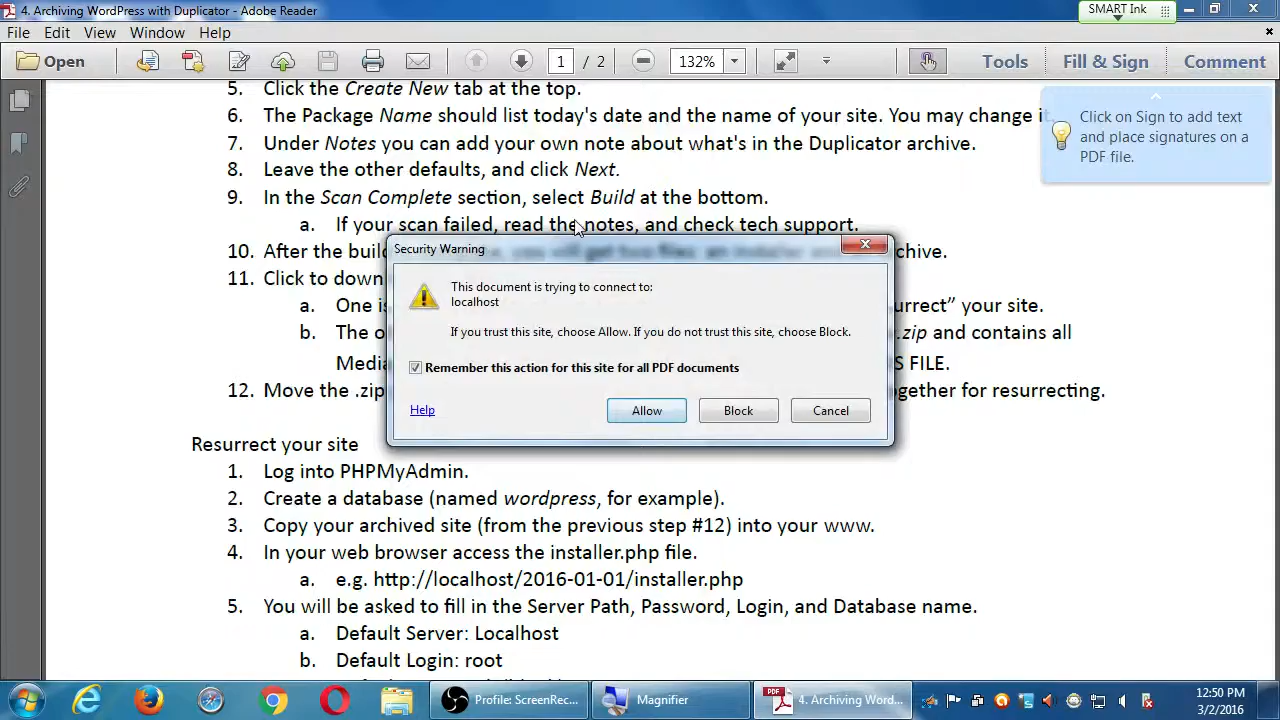 4. Archiving WordPress with Duplicator - Adobe Reader
SMART Ink
File Edit View Window Help
Open 1 / 2 132% Tools Fill & Sign Comment
5. Click the Create New tab at the top.
6. The Package Name should list today's date and the name of your site. You may change it.
7. Under Notes you can add your own note about what's in the Duplicator archive.
8. Leave the other defaults, and click Next.
9. In the Scan Complete section, select Build at the bottom.
a. If your scan failed, read the notes, and check tech support.
10. After the build you will get two files: an installer chive.
11. Click to down
a. One is urrect” your site.
b. The o .zip and contains all
Media S FILE.
12. Move the .zip ogether for resurrecting.
Click on Sign to add text
and place signatures on a
PDF file.
Security Warning
This document is trying to connect to:
localhost
If you trust this site, choose Allow. If you do not trust this site, choose Block.
Remember this action for this site for all PDF documents
Help Allow Block Cancel
Resurrect your site
1. Log into PHPMyAdmin.
2. Create a database (named wordpress, for example).
3. Copy your archived site (from the previous step #12) into your www.
4. In your web browser access the installer.php file.
a. e.g. http://localhost/2016-01-01/installer.php
5. You will be asked to fill in the Server Path, Password, Login, and Database name.
a. Default Server: Localhost
b. Default Login: root
Profile: ScreenRec... Magnifier 4. Archiving Word...
12:50 PM
3/2/2016